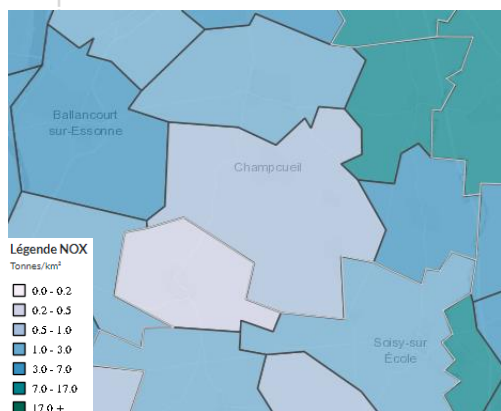 Ballancourt
sur-Essonne
Champcueil
Légende NOX
Tonnes/km²
0.0 - 0.2
0.2 - 0.5
0.5 - 1.0
1.0 - 3.0
3.0 - 7.0
7.0 - 17.0
17.0 +
Soisy-sur
École